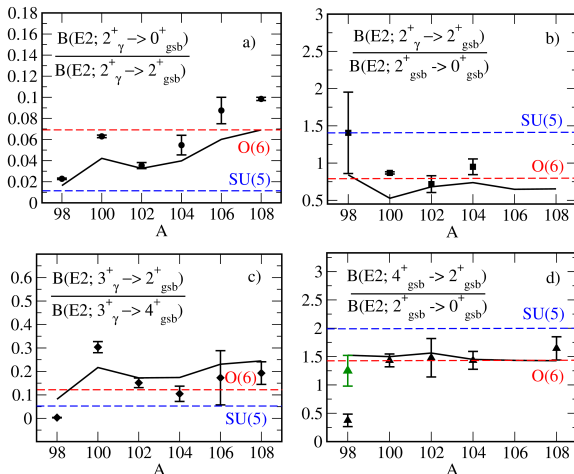 B(E2; 2⁺γ -> 0⁺gsb)
B(E2; 2⁺γ -> 2⁺gsb)
a)
0.18
0.16
0.14
0.12
0.1
0.08
0.06
0.04
0.02
0
O(6)
SU(5)
98 100 102 104 106 108
A
B(E2; 2⁺γ -> 2⁺gsb)
B(E2; 2⁺gsb -> 0⁺gsb)
b)
3
2.5
2
1.5
1
0.5
SU(5)
O(6)
98 100 102 104 106 108
A
B(E2; 3⁺γ -> 2⁺gsb)
B(E2; 3⁺γ -> 4⁺gsb)
c)
0.6
0.5
0.4
0.3
0.2
0.1
0
O(6)
SU(5)
98 100 102 104 106 108
A
B(E2; 4⁺gsb -> 2⁺gsb)
B(E2; 2⁺gsb -> 0⁺gsb)
d)
3
2.5
2
1.5
1
0.5
0
SU(5)
O(6)
98 100 102 104 106 108
A